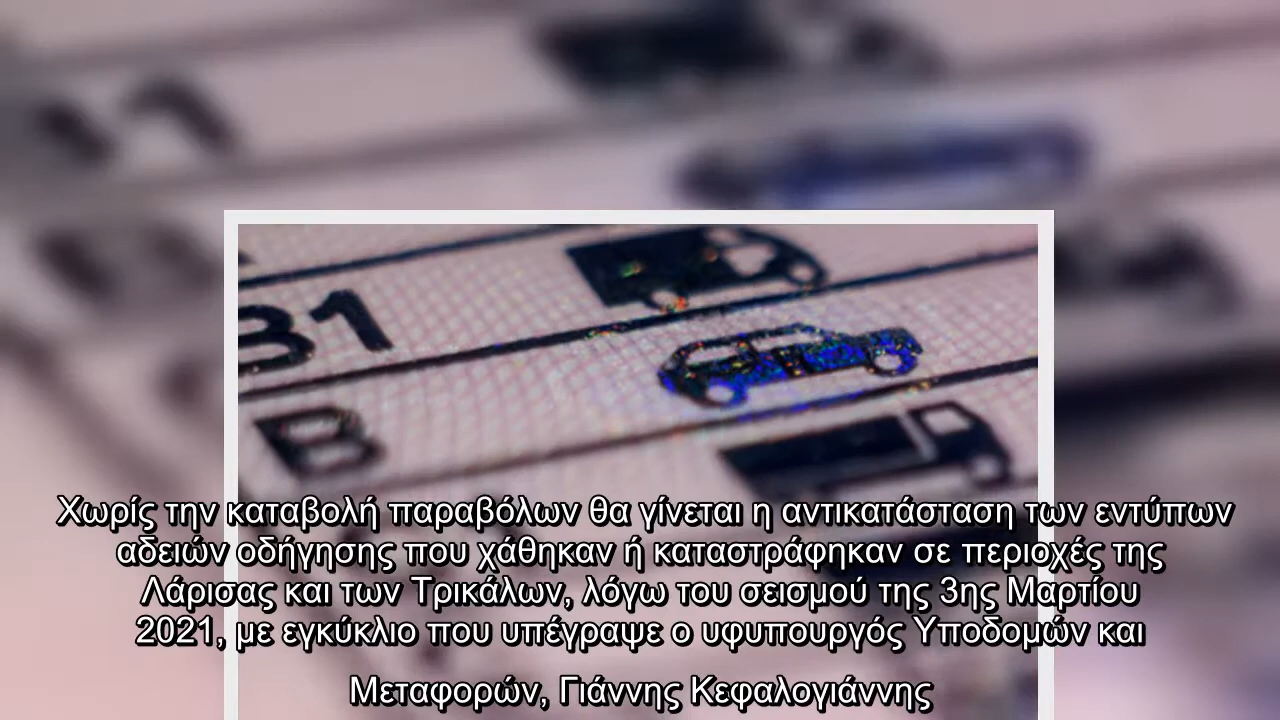 B1
B
Χωρίς την καταβολή παραβόλων θα γίνεται η αντικατάσταση των εντύπων
αδειών οδήγησης που χάθηκαν ή καταστράφηκαν σε περιοχές της
Λάρισας και των Τρικάλων, λόγω του σεισμού της 3ης Μαρτίου
2021, με εγκύκλιο που υπέγραψε ο υφυπουργός Υποδομών και
Μεταφορών, Γιάννης Κεφαλογιάννης